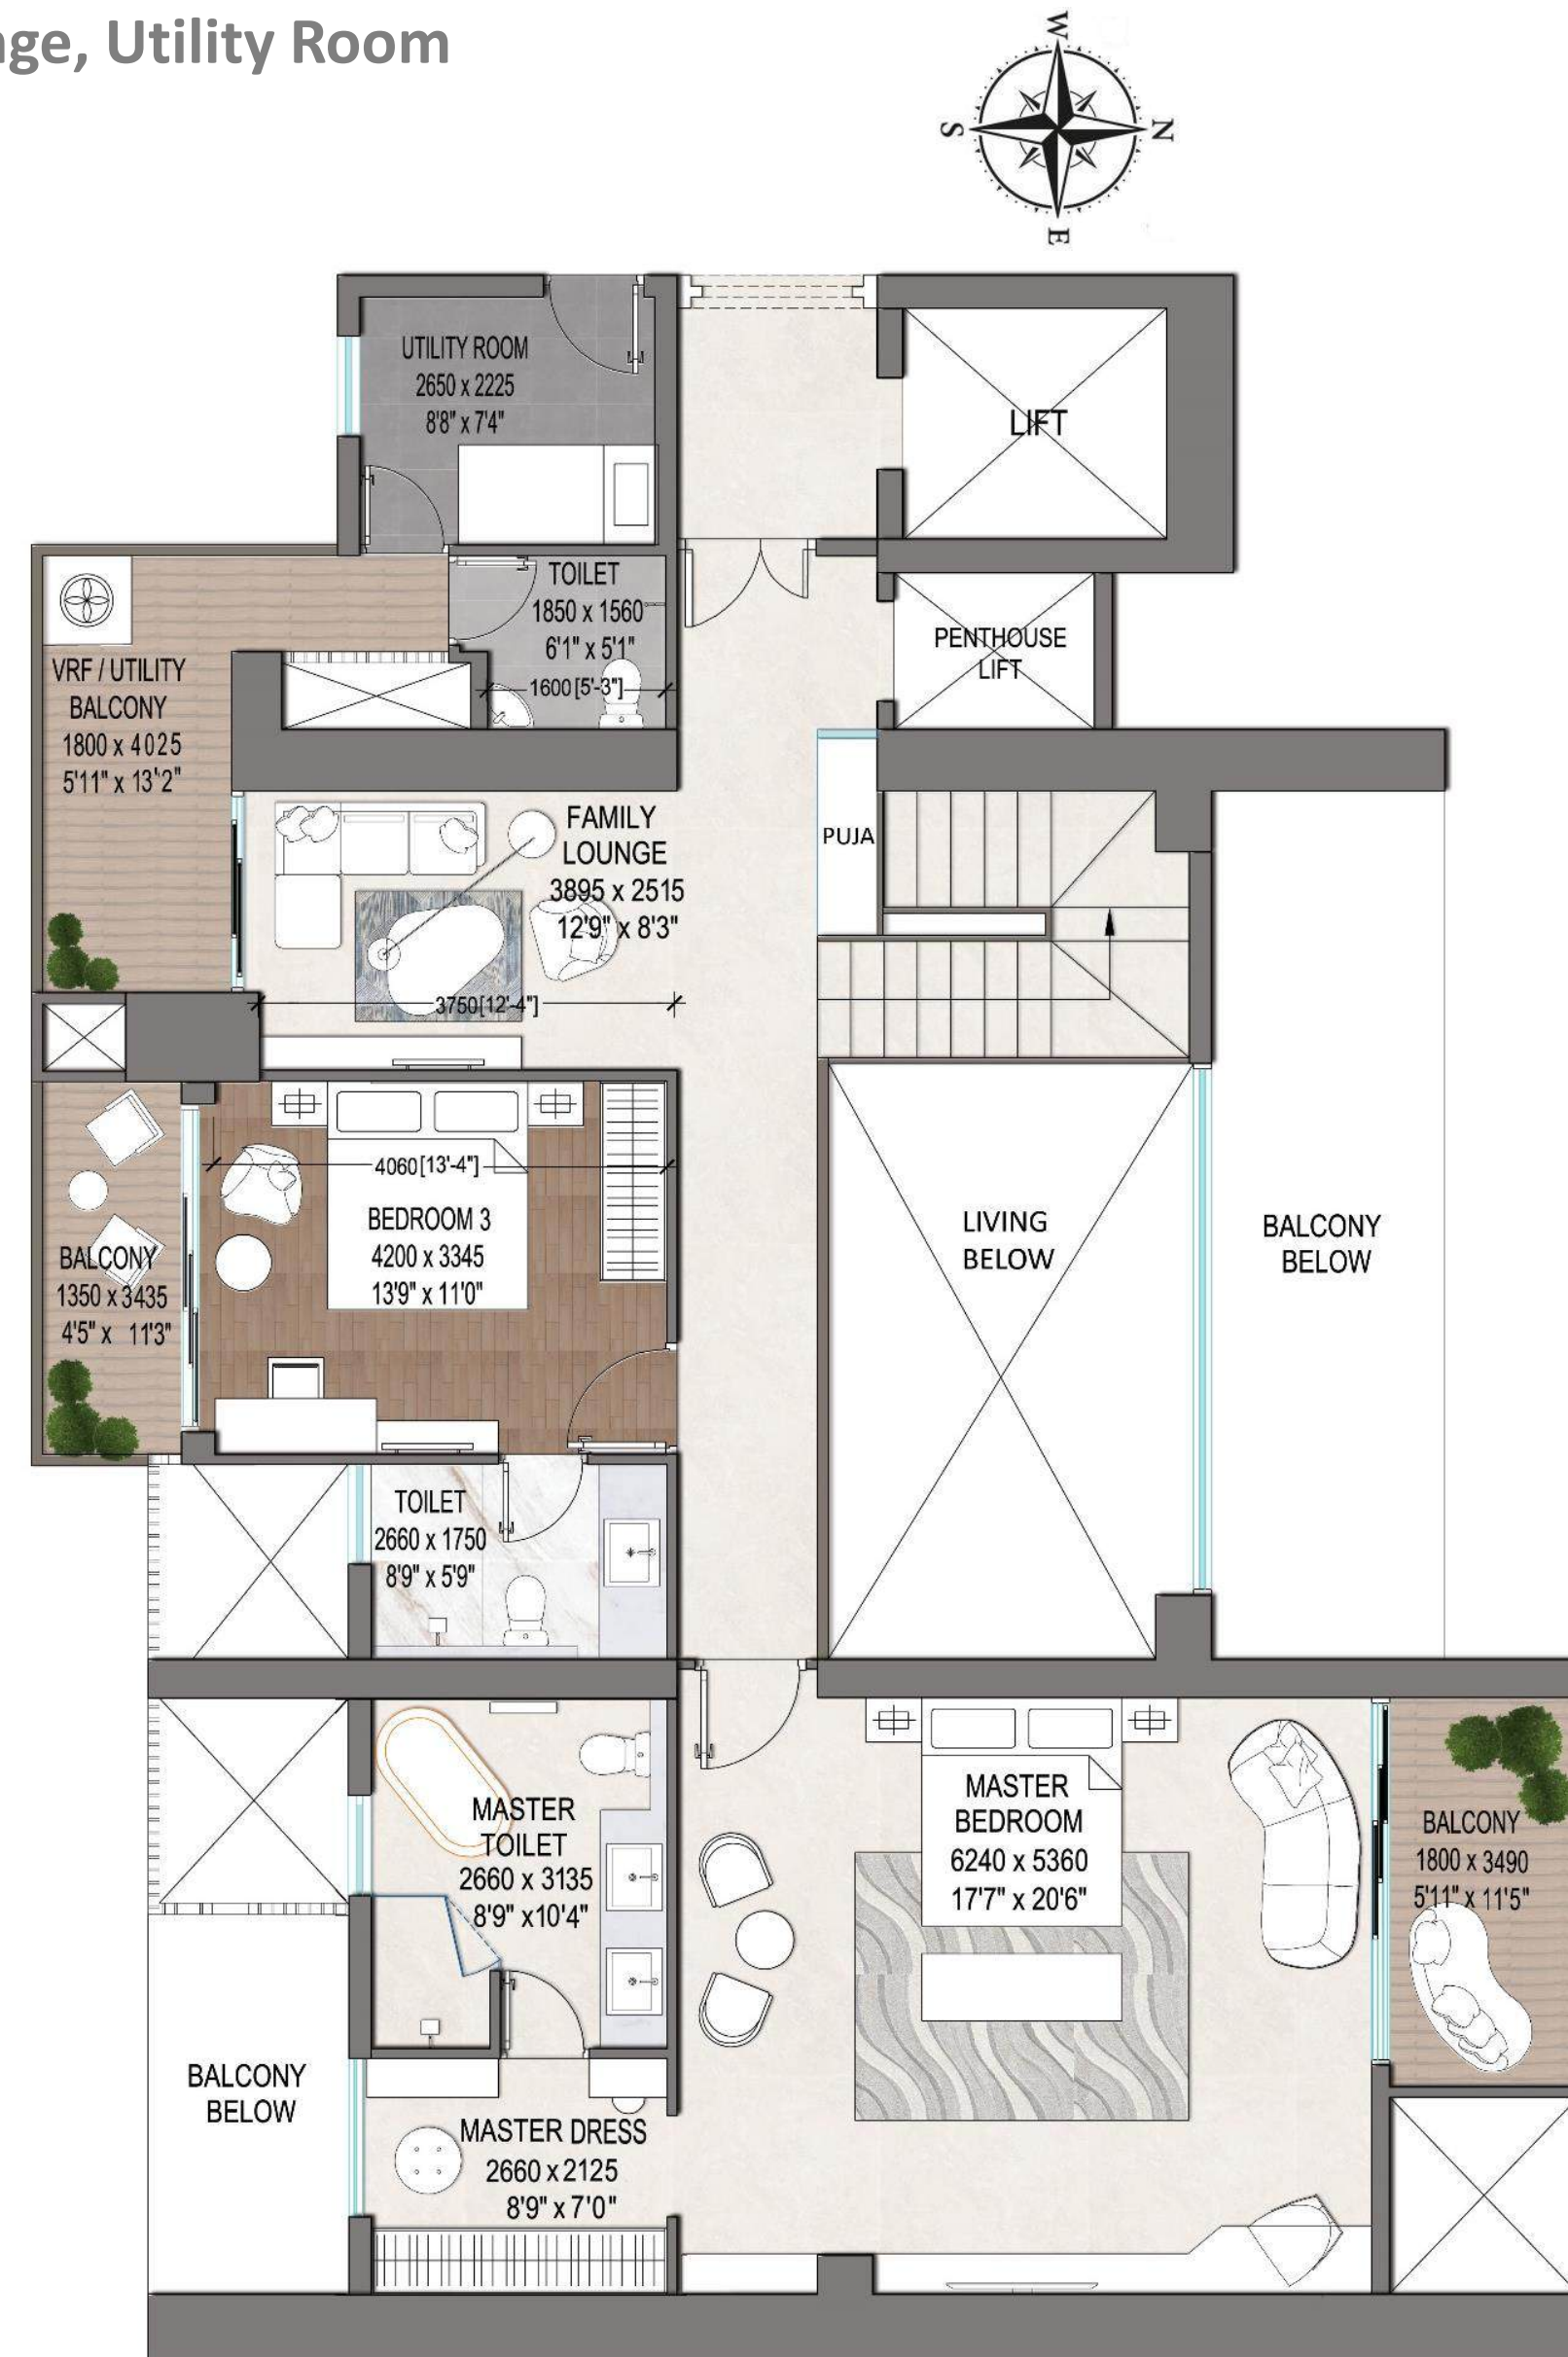 ge, Utility Room
W
S
N
E
UTILITY ROOM
2650 x 2225
8'8" x 7'4"
LIFT
TOILET
1850 x 1560
6'1" x 5'1"
1600 [5'-3"]
PENTHOUSE
LIFT
VRF / UTILITY
BALCONY
1800 x 4025
5'11" x 13'2"
FAMILY
LOUNGE
3895 x 2515
12'9" x 8'3"
3750[12'-4"]
PUJA
4060[13'-4"]
BEDROOM 3
4200 x 3345
13'9" x 11'0"
BALCONY
1350 x 3435
4'5" x 11'3"
LIVING
BELOW
BALCONY
BELOW
TOILET
2660 x 1750
8'9" x 5'9"
MASTER
TOILET
2660 x 3135
8'9" x10'4"
MASTER
BEDROOM
6240 x 5360
17'7" x 20'6"
BALCONY
1800 x 3490
5'11" x 11'5"
BALCONY
BELOW
MASTER DRESS
2660 x 2125
8'9" x 7'0"